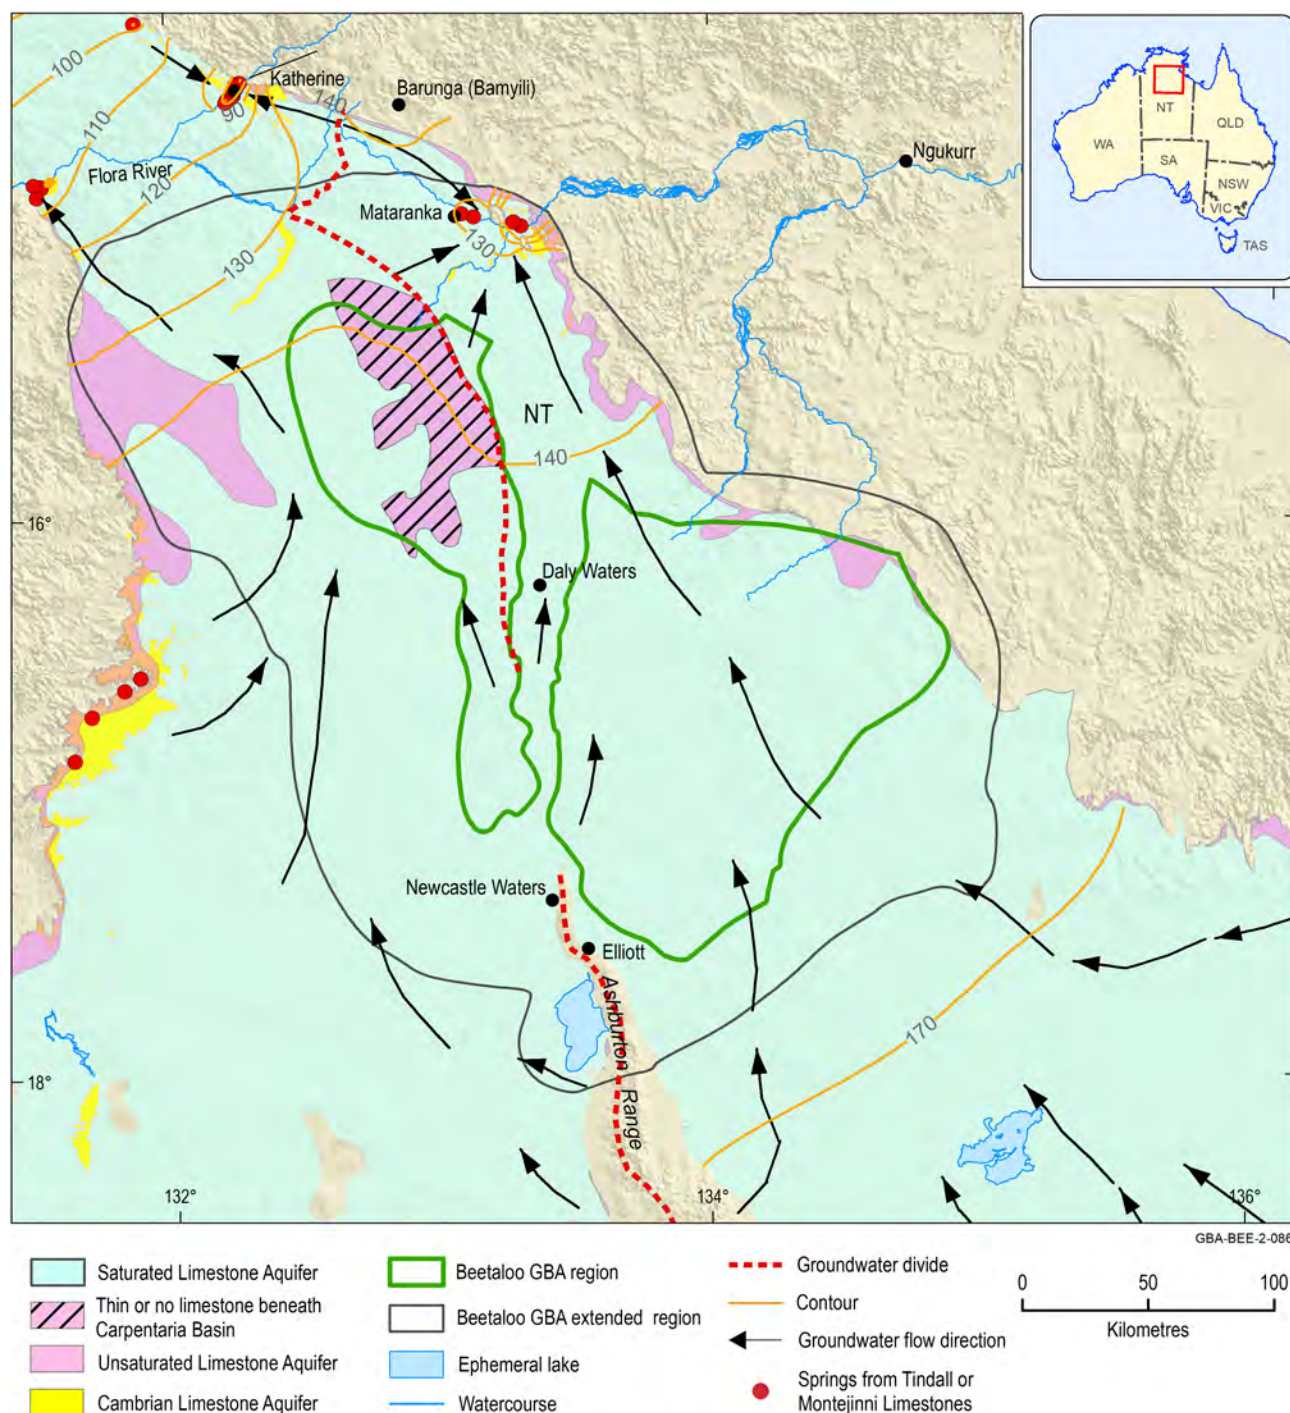 100
Katherine
140
Barunga (Bamyili)
90
110
Flora River
120
Mataranka
130
130
Ngukurr
NT
WA
QLD
SA
NSW
VIC
TAS
NT
140
16°
Daly Waters
Newcastle Waters
Elliott
Ashburton Range
170
18°
132°
134°
136°
GBA-BEE-2-086
Saturated Limestone Aquifer
Thin or no limestone beneath
Carpentaria Basin
Unsaturated Limestone Aquifer
Cambrian Limestone Aquifer
Beetaloo GBA region
Beetaloo GBA extended region
Ephemeral lake
Watercourse
Groundwater divide
Contour
Groundwater flow direction
Springs from Tindall or
Montejinni Limestones
0 50 100
Kilometres